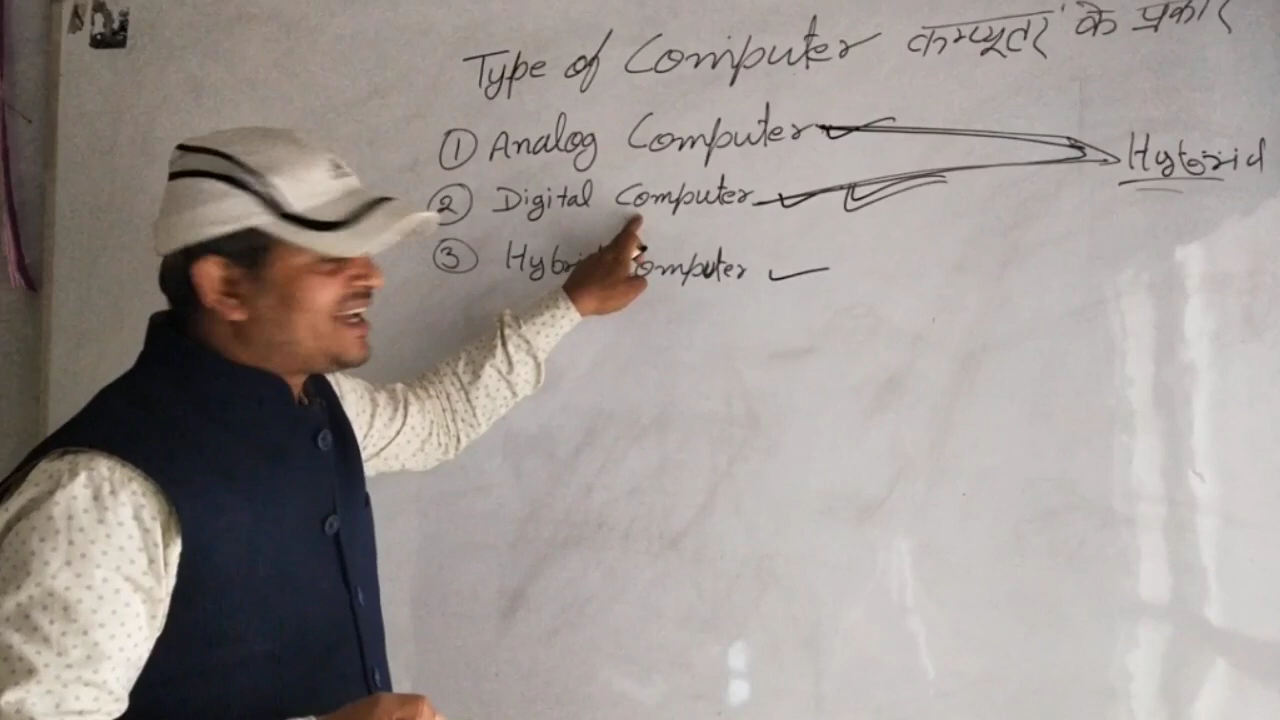 Type of Computer कम्प्यूटर के प्रकार
① Analog Computer
② Digital Computer
Hybrid
③ Hybrid Computer